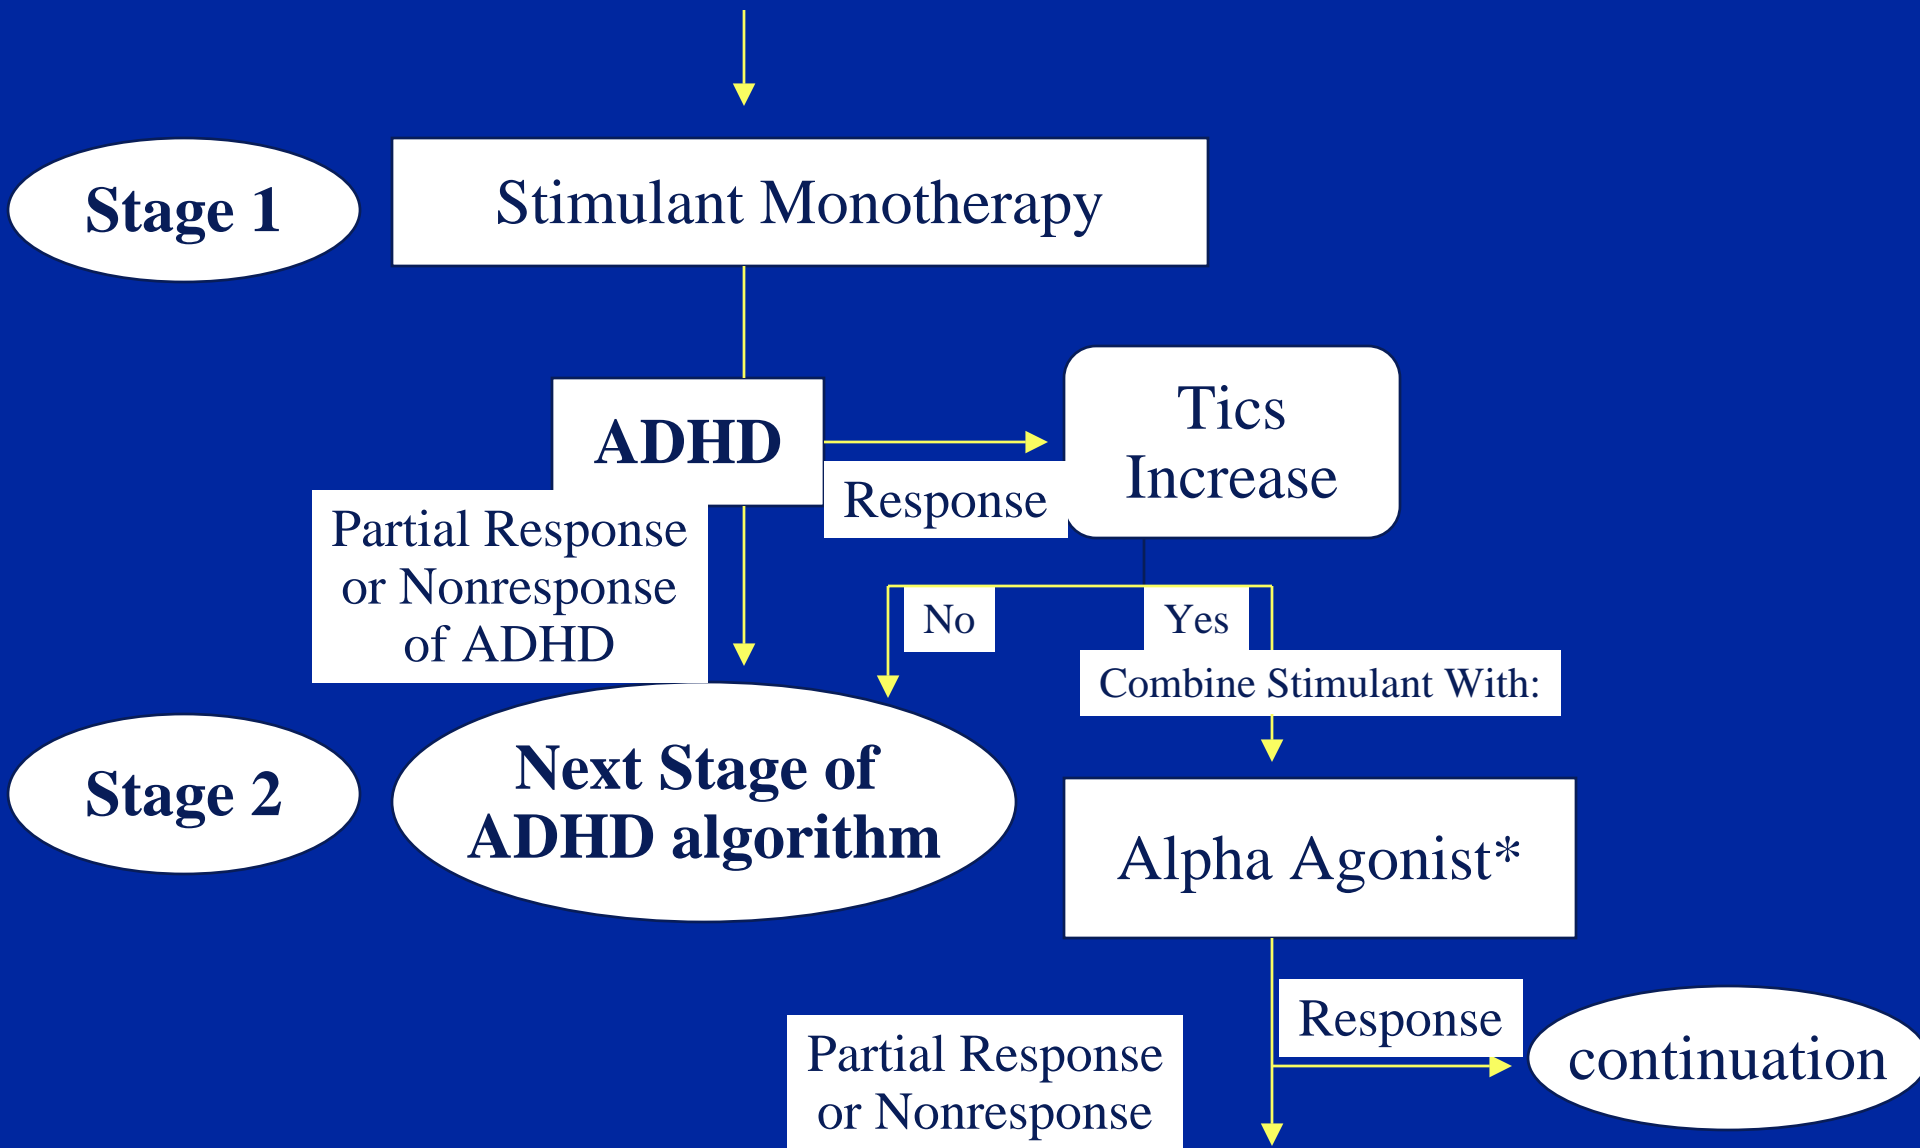 Stage 1
Stimulant Monotherapy
ADHD
Tics
Increase
Response
Partial Response
or Nonresponse
of ADHD
No
Yes
Combine Stimulant With:
Stage 2
Next Stage of
ADHD algorithm
Alpha Agonist*
Response
continuation
Partial Response
or Nonresponse